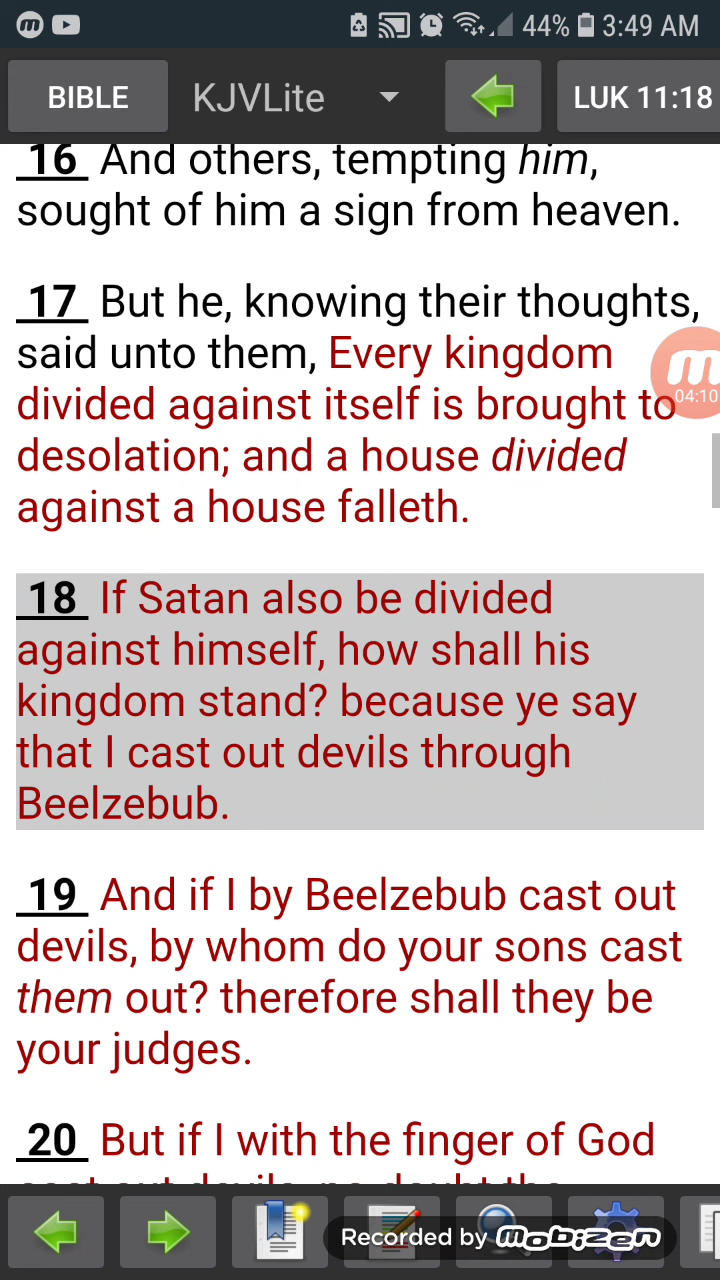 44% 3:49 AM
BIBLE KJVLite LUK 11:18
16 And others, tempting him,
sought of him a sign from heaven.
17 But he, knowing their thoughts,
said unto them, Every kingdom
divided against itself is brought to
04:10
desolation; and a house divided
against a house falleth.
18 If Satan also be divided
against himself, how shall his
kingdom stand? because ye say
that I cast out devils through
Beelzebub.
19 And if I by Beelzebub cast out
devils, by whom do your sons cast
them out? therefore shall they be
your judges.
20 But if I with the finger of God
Recorded by Mobizen